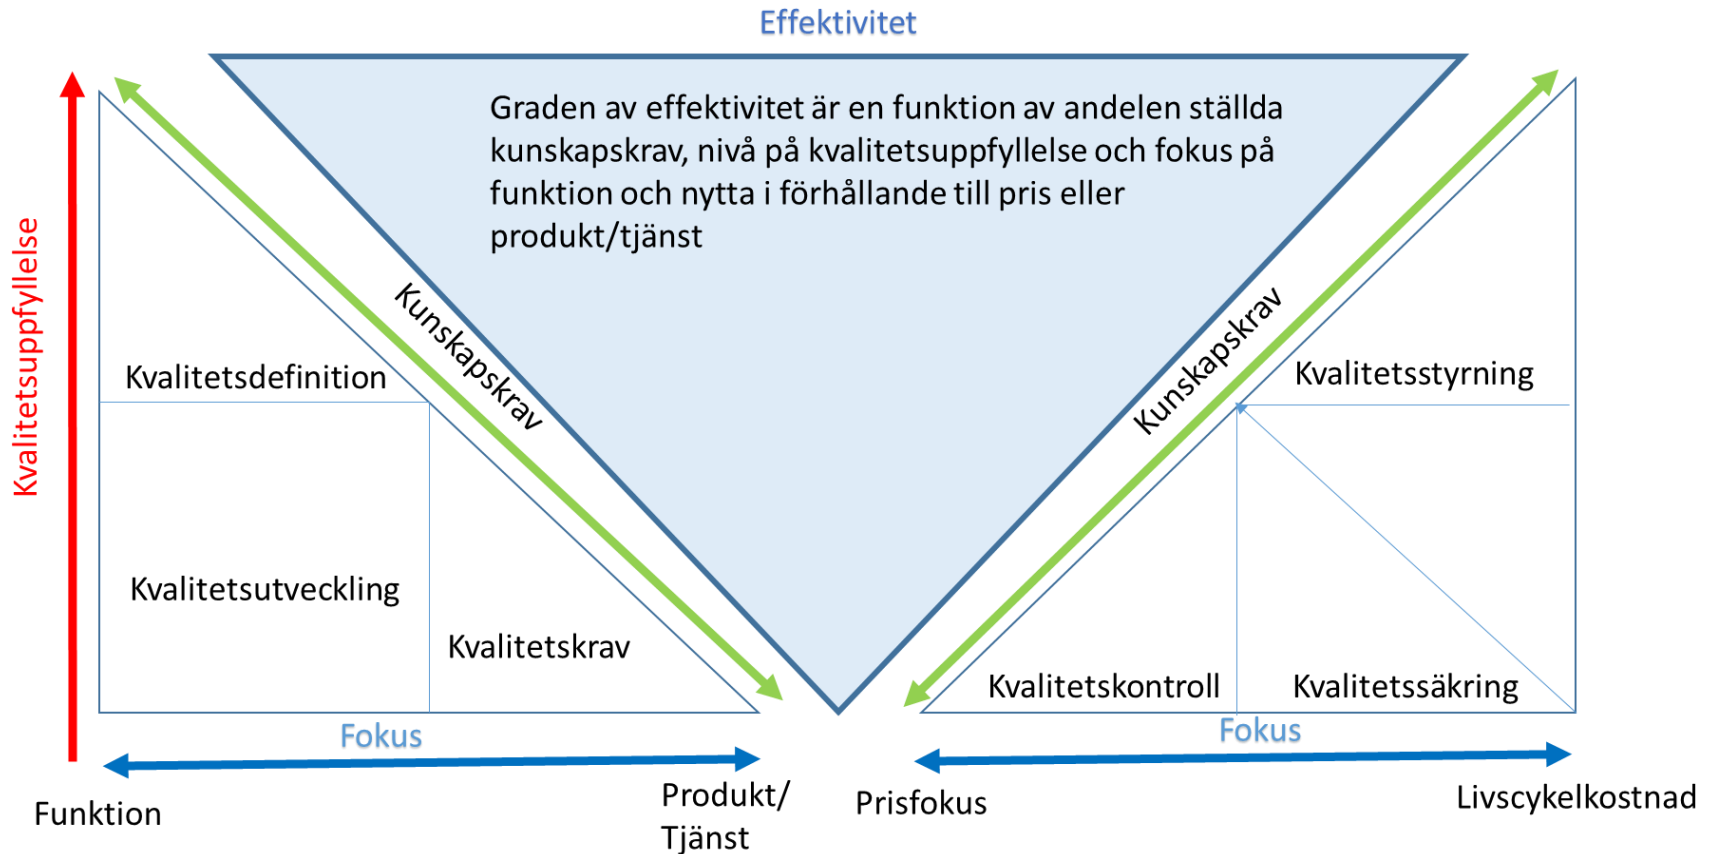 Effektivitet
Graden av effektivitet är en funktion av andelen ställda
kunskapskrav, nivå på kvalitetsuppfyllelse och fokus på
funktion och nytta i förhållande till pris eller
produkt/tjänst
Kvalitetsuppfyllelse
Kunskapskrav
Kunskapskrav
Kvalitetsdefinition
Kvalitetsstyrning
Kvalitetsutveckling
Kvalitetskrav
Kvalitetskontroll
Kvalitetssäkring
Fokus
Fokus
Funktion
Produkt/
Tjänst
Prisfokus
Livscykelkostnad